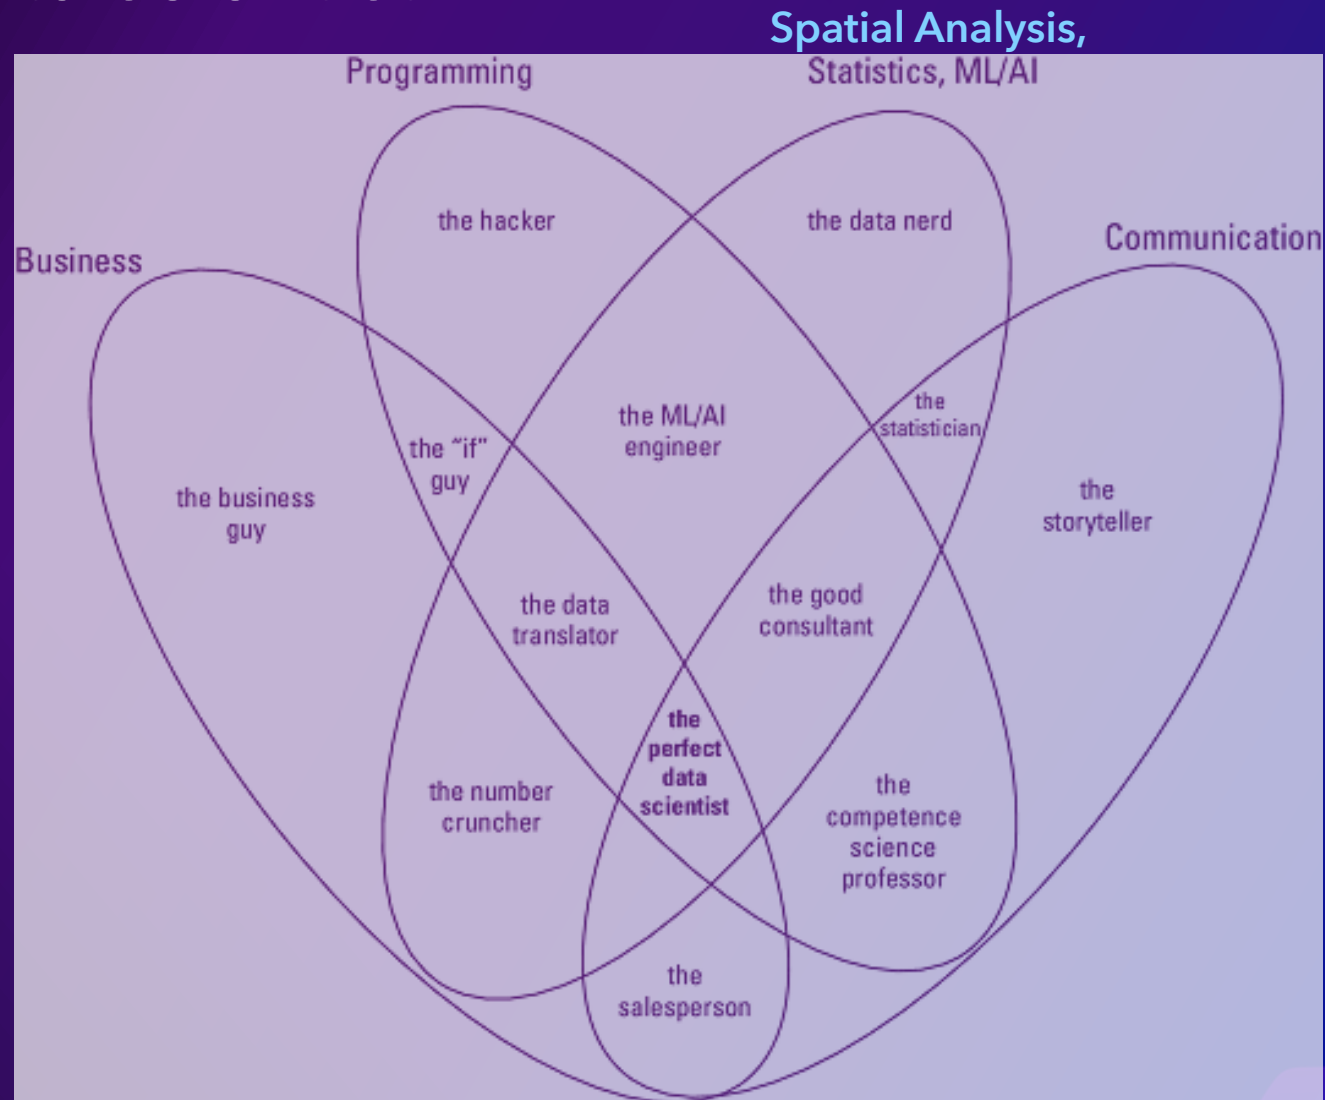 Spatial Analysis,
Programming
Statistics, ML/AI
Communication
Business
the hacker
the data nerd
the ML/AI
engineer
the
statistician
the "if"
guy
the business
guy
the
storyteller
the data
translator
the good
consultant
the
perfect
data
scientist
the number
cruncher
the
competence
science
professor
the
salesperson